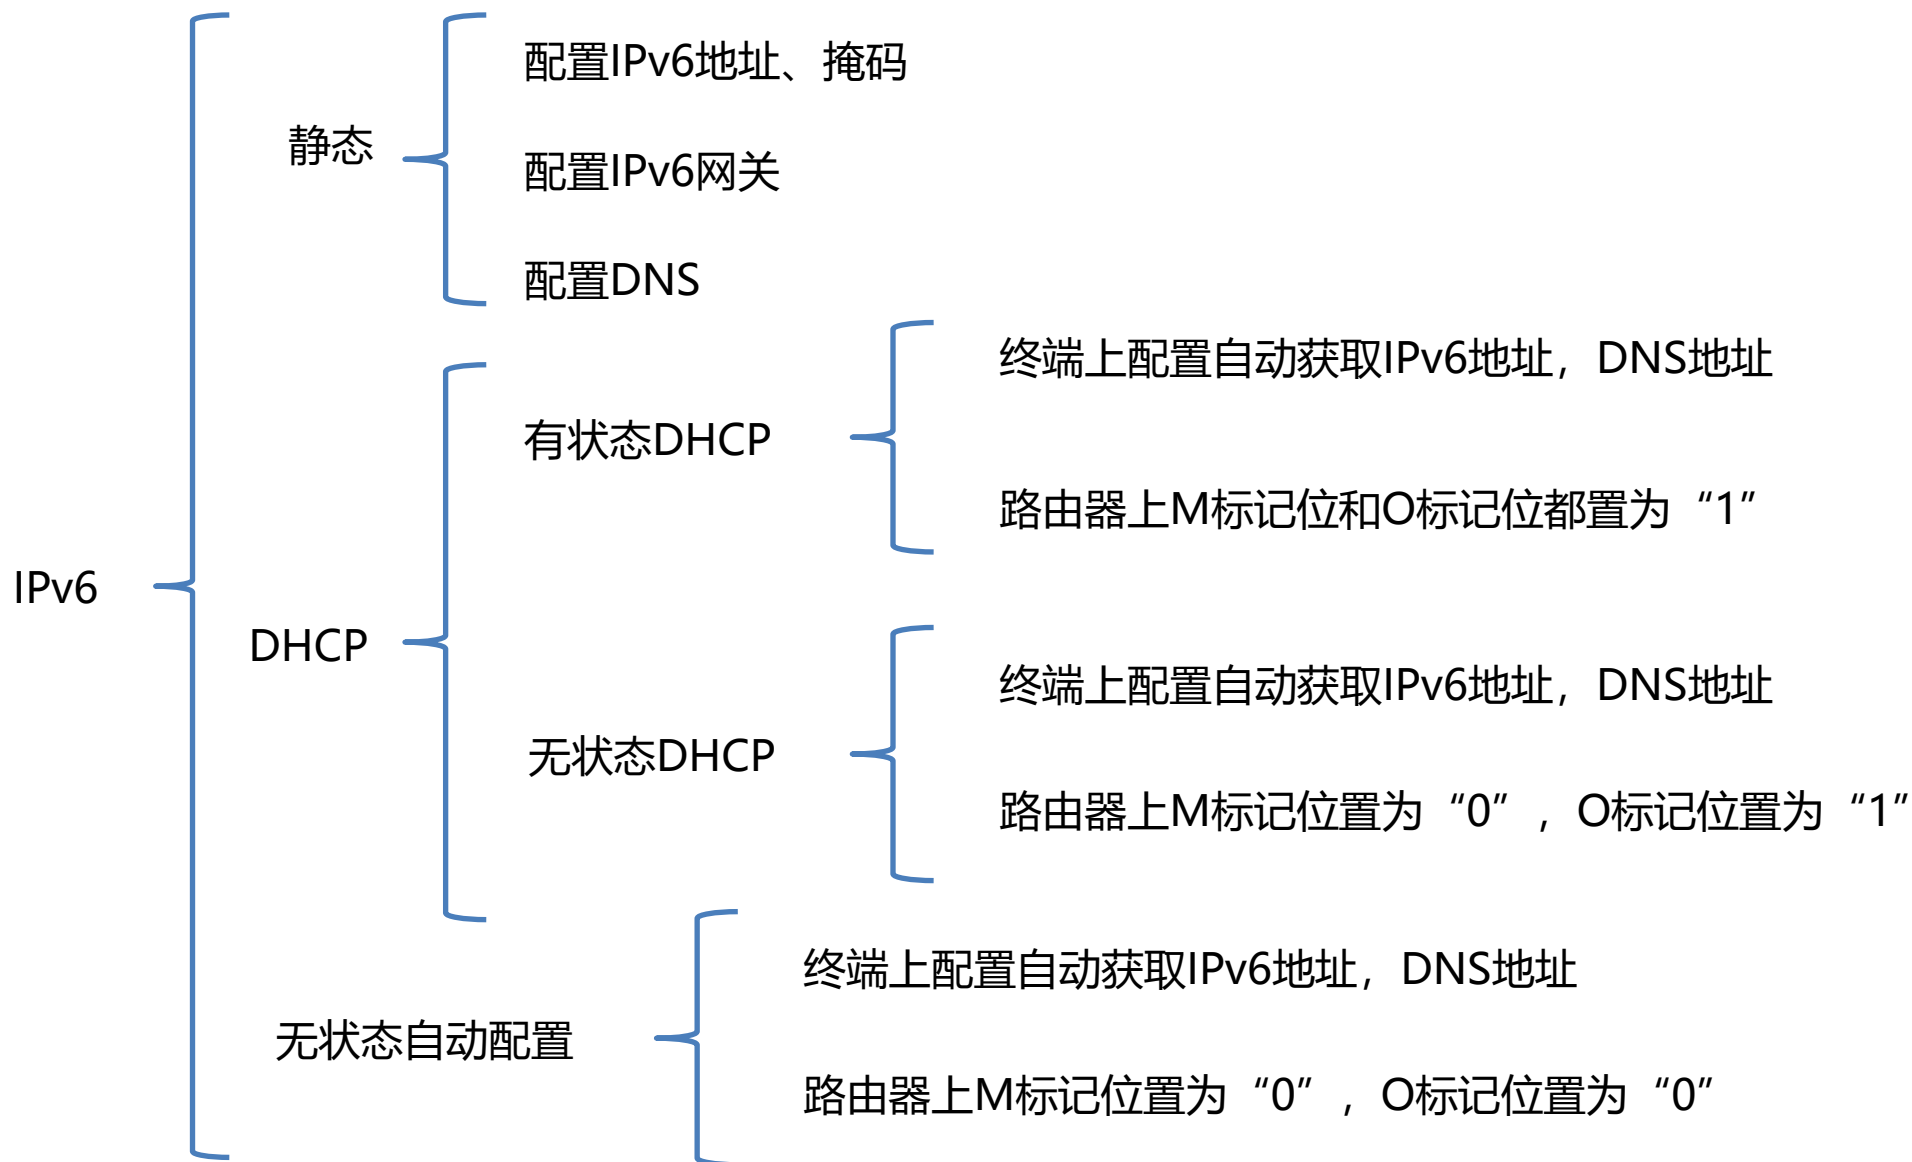 配置IPv6地址、掩码
静态
配置IPv6网关
配置DNS
终端上配置自动获取IPv6地址，DNS地址
有状态DHCP
路由器上M标记位和O标记位都置为“1”
IPv6
DHCP
终端上配置自动获取IPv6地址，DNS地址
无状态DHCP
路由器上M标记位置为“0”，O标记位置为“1”
终端上配置自动获取IPv6地址，DNS地址
无状态自动配置
路由器上M标记位置为“0”，O标记位置为“0”